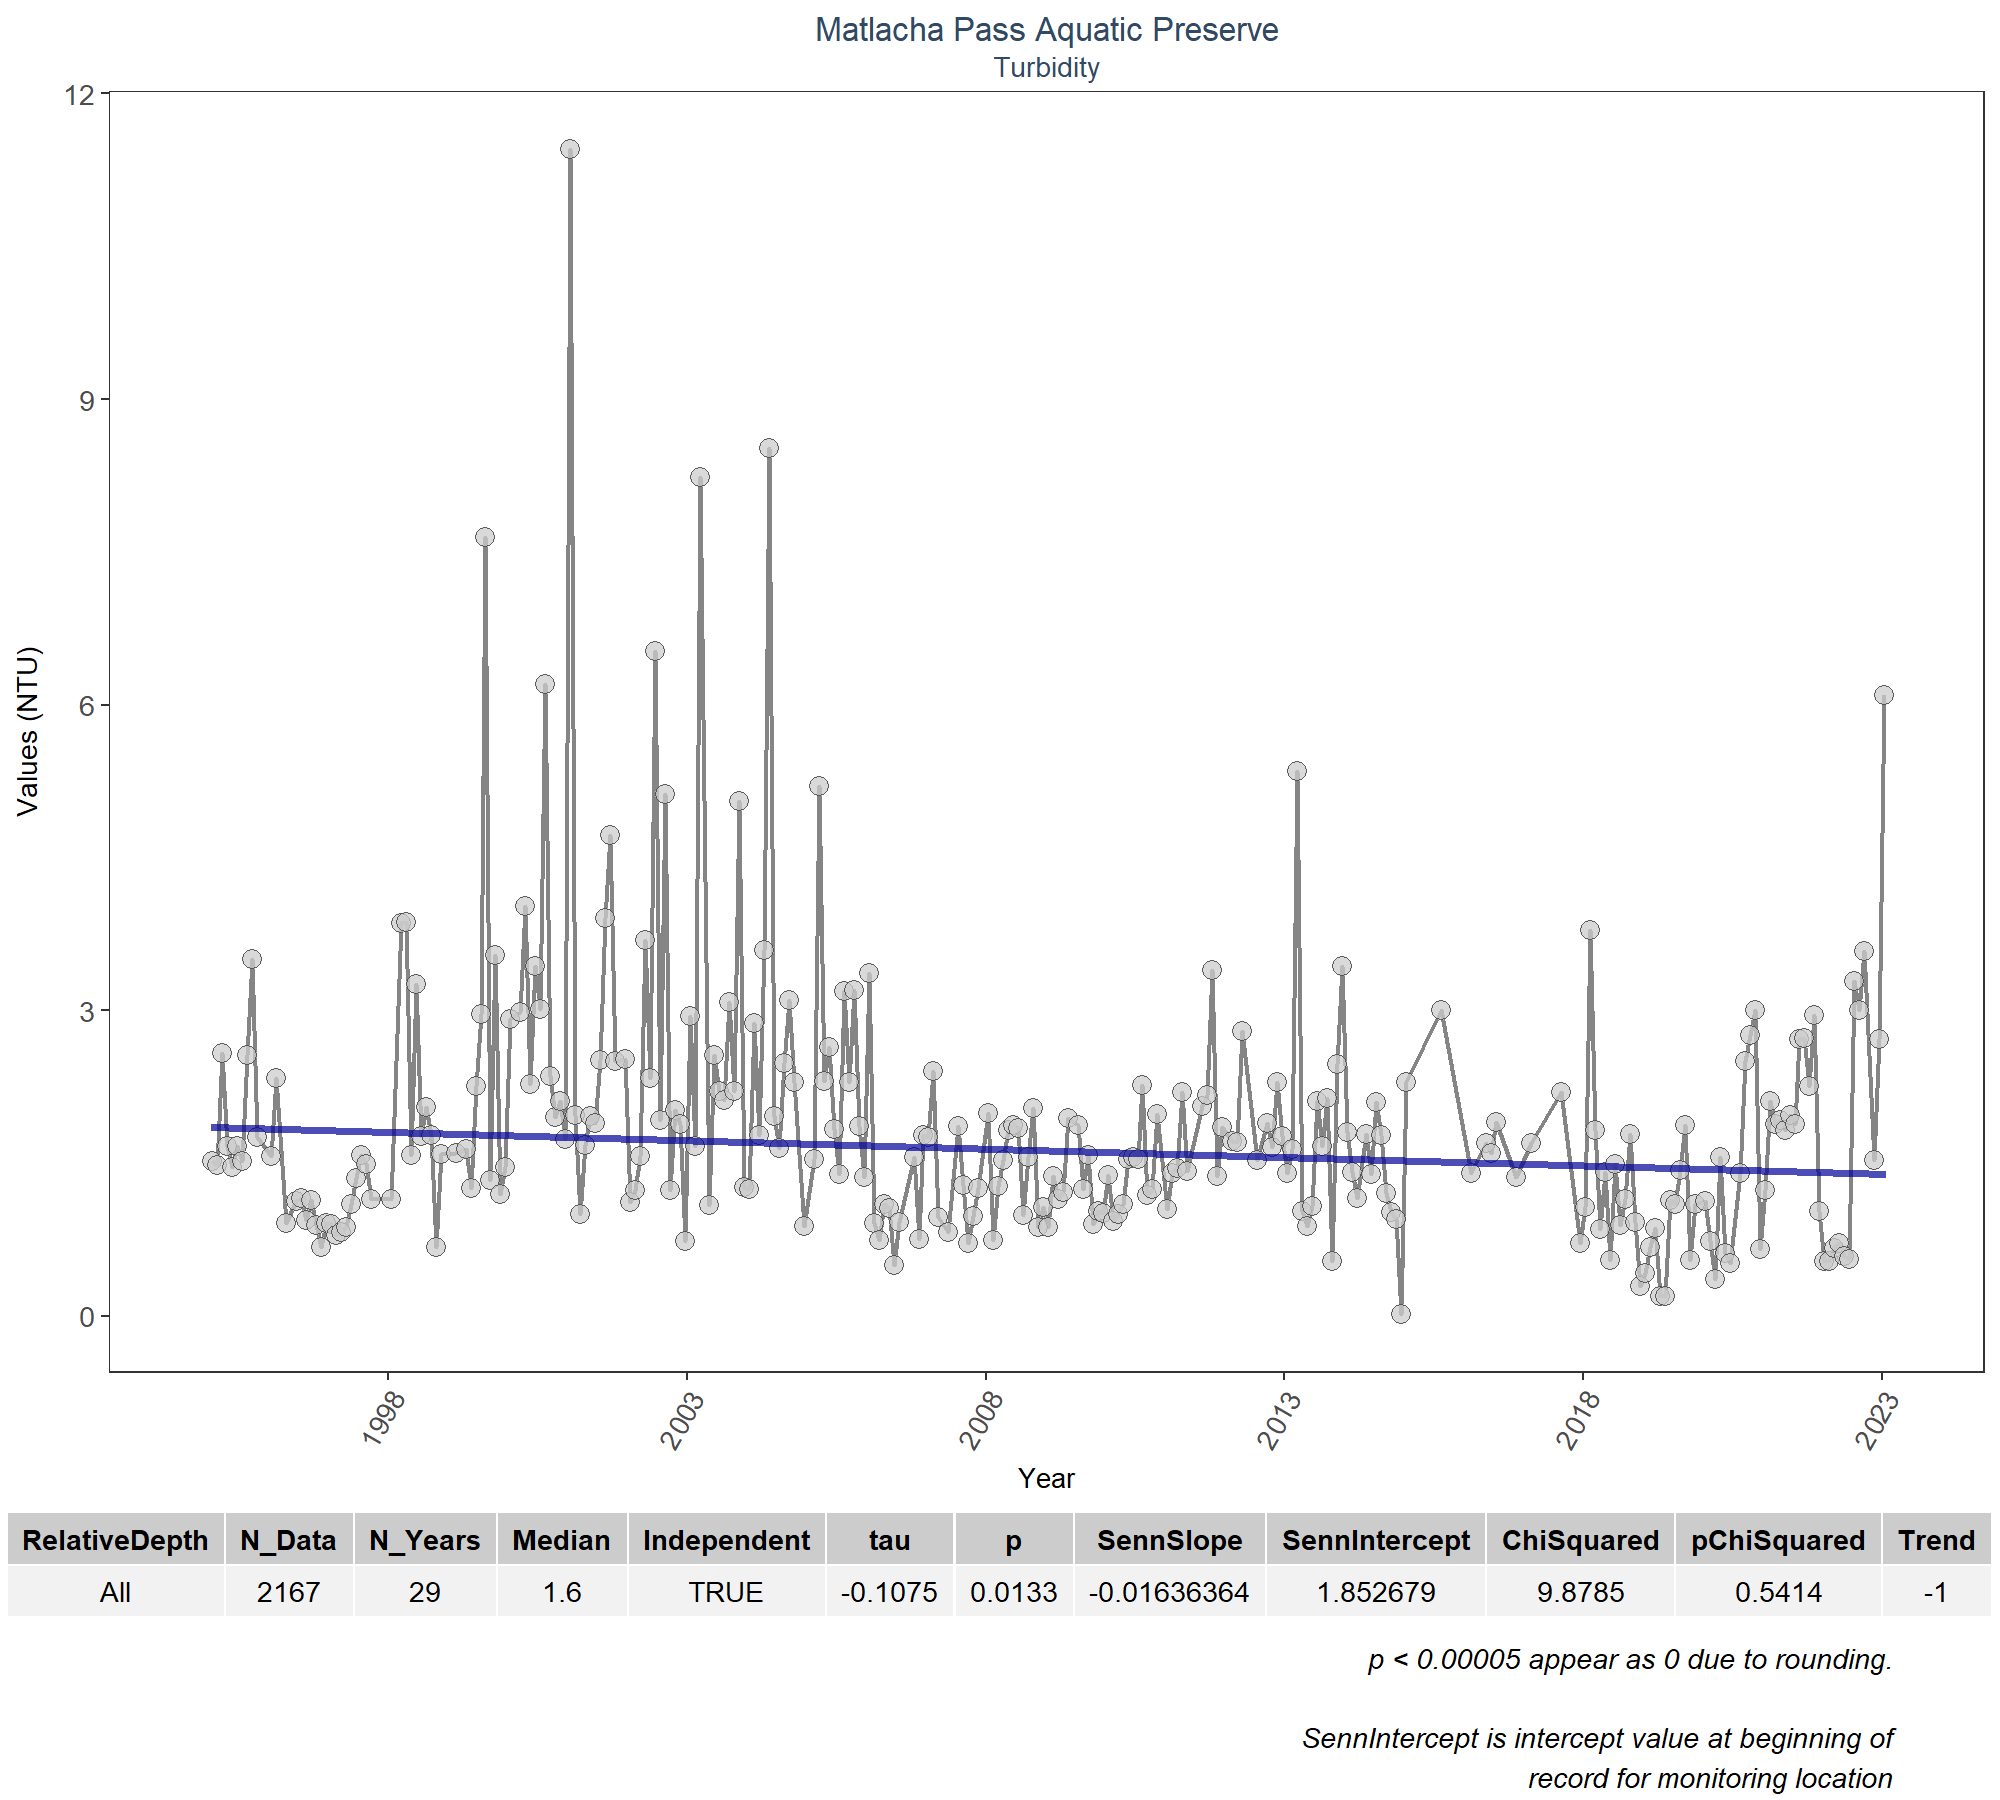 Matlacha Pass Aquatic Preserve
Turbidity
12
9
6
3
0
Values (NTU)
1998 2003 2008 2013 2018 2023
Year
RelativeDepth N_Data N_Years Median Independent tau p SennSlope SennIntercept ChiSquared pChiSquared Trend
All 2167 29 1.6 TRUE -0.1075 0.0133 -0.01636364 1.852679 9.8785 0.5414 -1
p < 0.00005 appear as 0 due to rounding.
SennIntercept is intercept value at beginning of
record for monitoring location